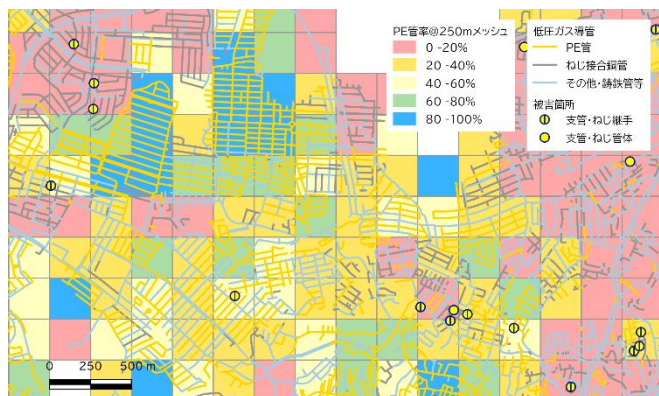 PE管率@250mメッシュ
0 -20%
20 -40%
40 -60%
60 -80%
80 -100%
低圧ガス導管
PE管
ねじ接合鋼管
その他・鋳鉄管等
被害箇所
支管・ねじ継手
支管・ねじ管体
0 250 500 m